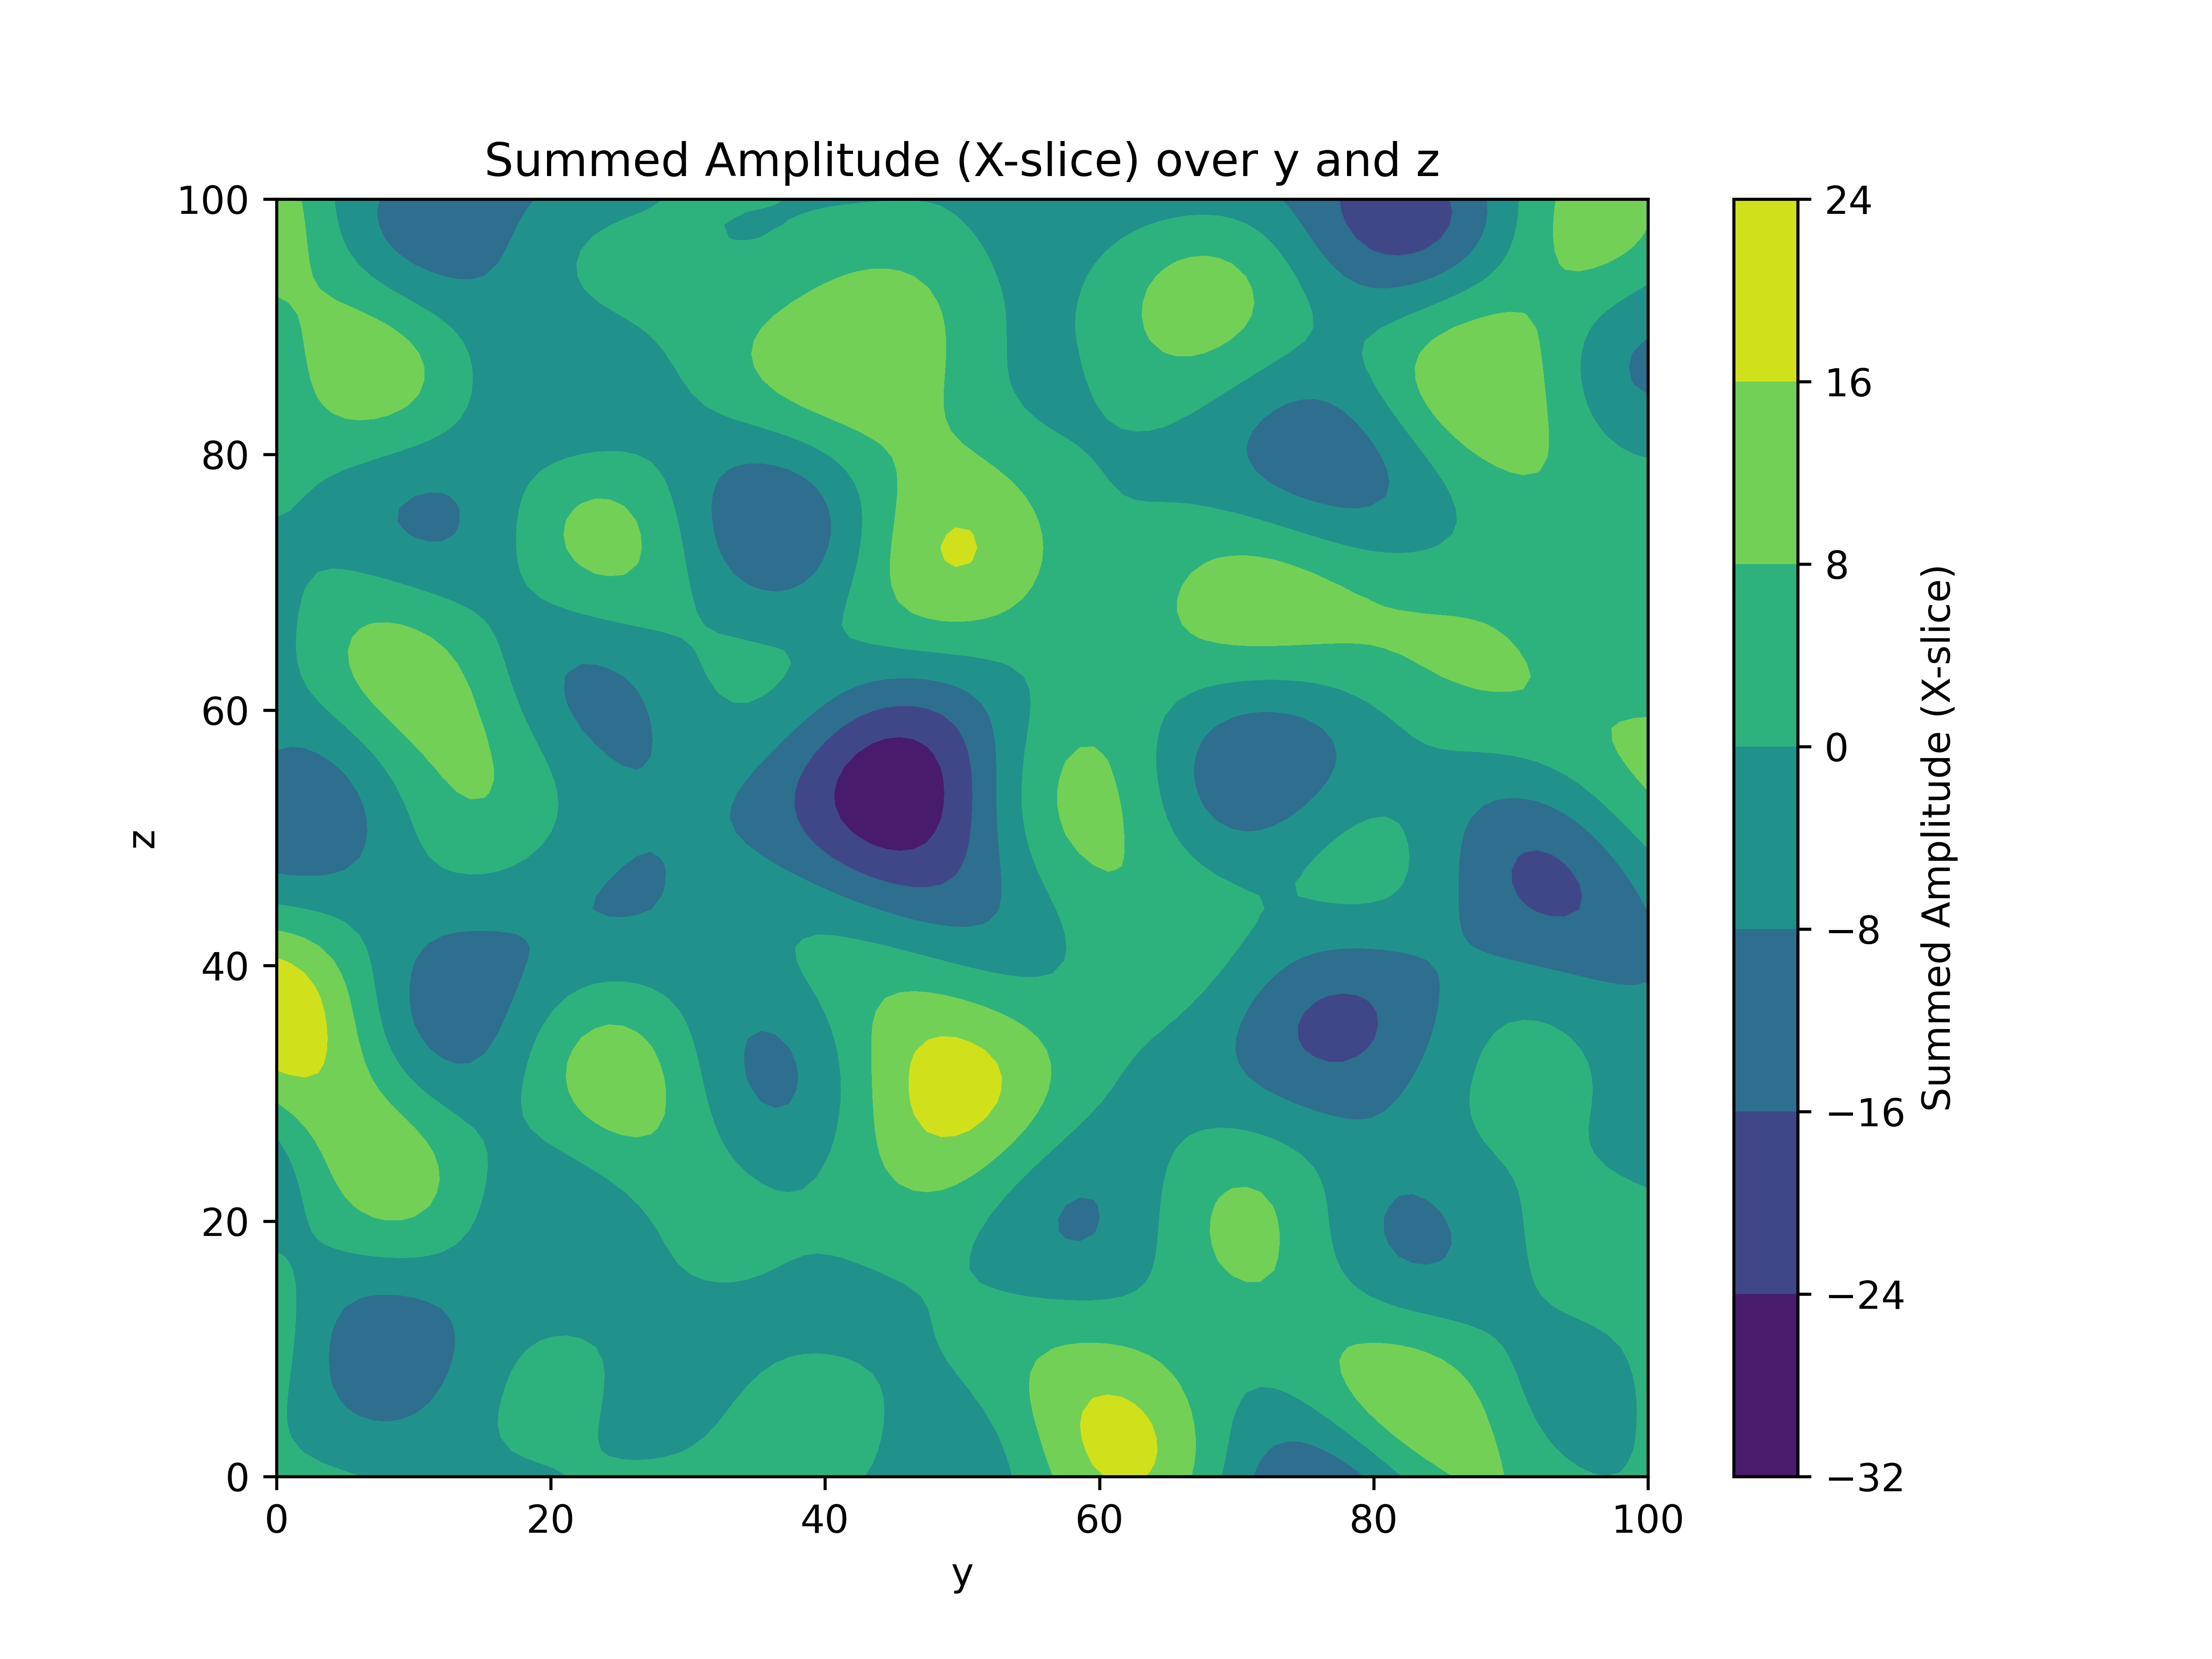 Summed Amplitude (X-slice) over y and z
100
80
60
40
20
0
z
0 20 40 60 80 100
y
24
16
8
0
−8
−16
−24
−32
Summed Amplitude (X-slice)